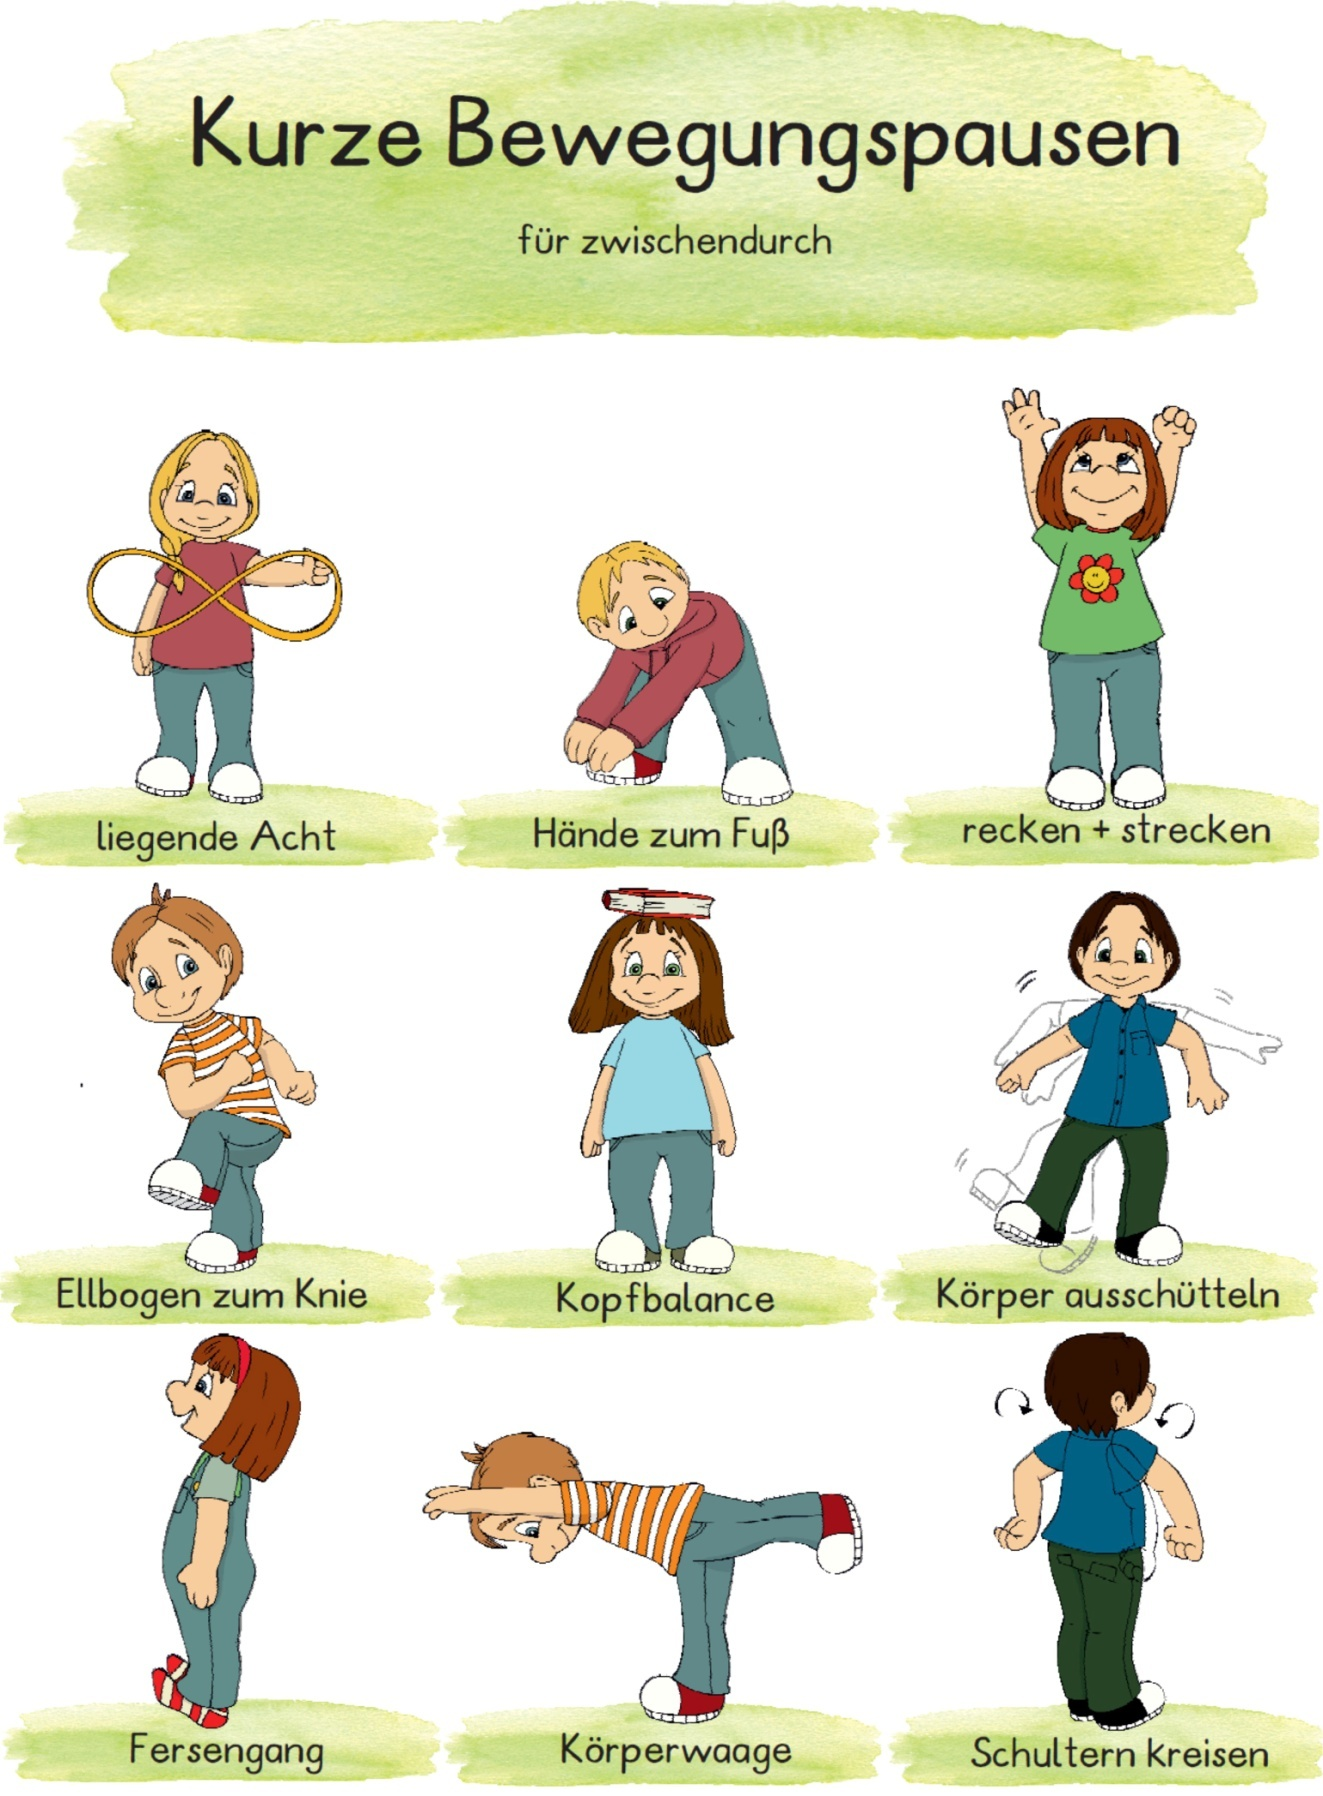 Kurze Bewegungspausen
für zwischendurch
liegende Acht
Hände zum Fuß
recken + strecken
Ellbogen zum Knie
Kopfbalance
Körper ausschütteln
Fersengang
Körperwaage
Schultern kreisen